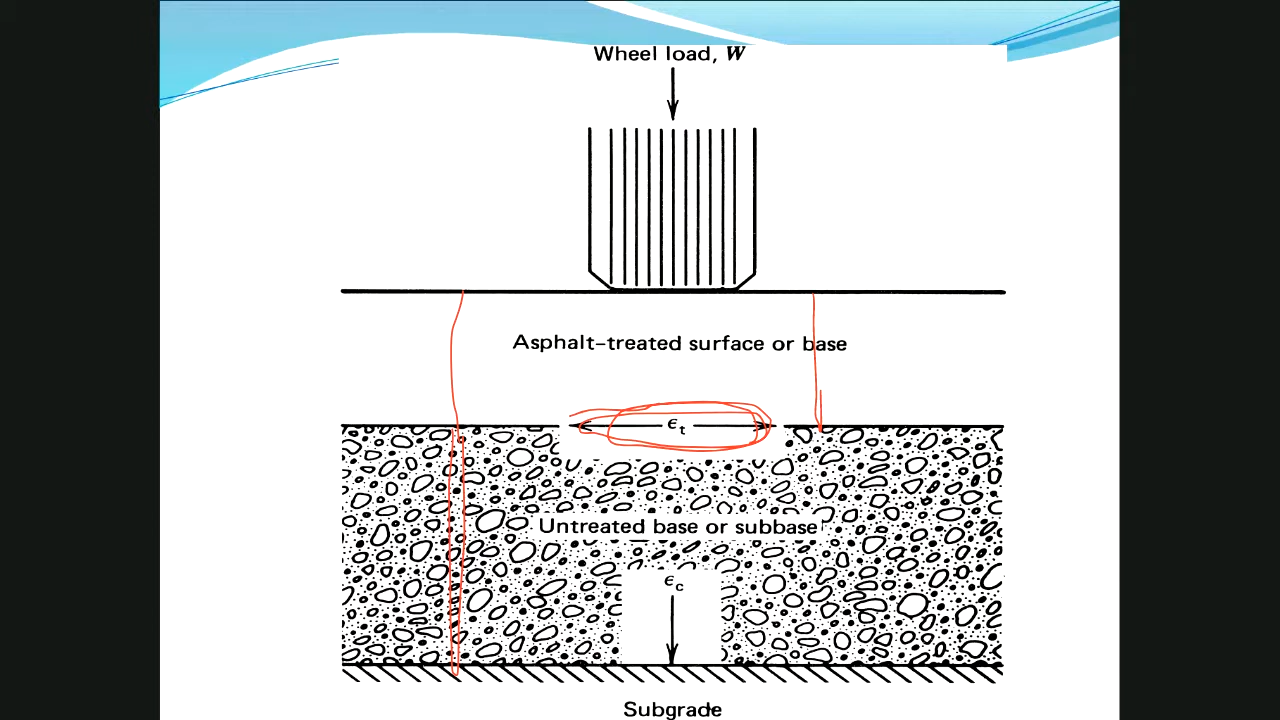 Wheel load, W
Asphalt-treated surface or base
ϵt
Untreated base or subbase
ϵc
Subgrade